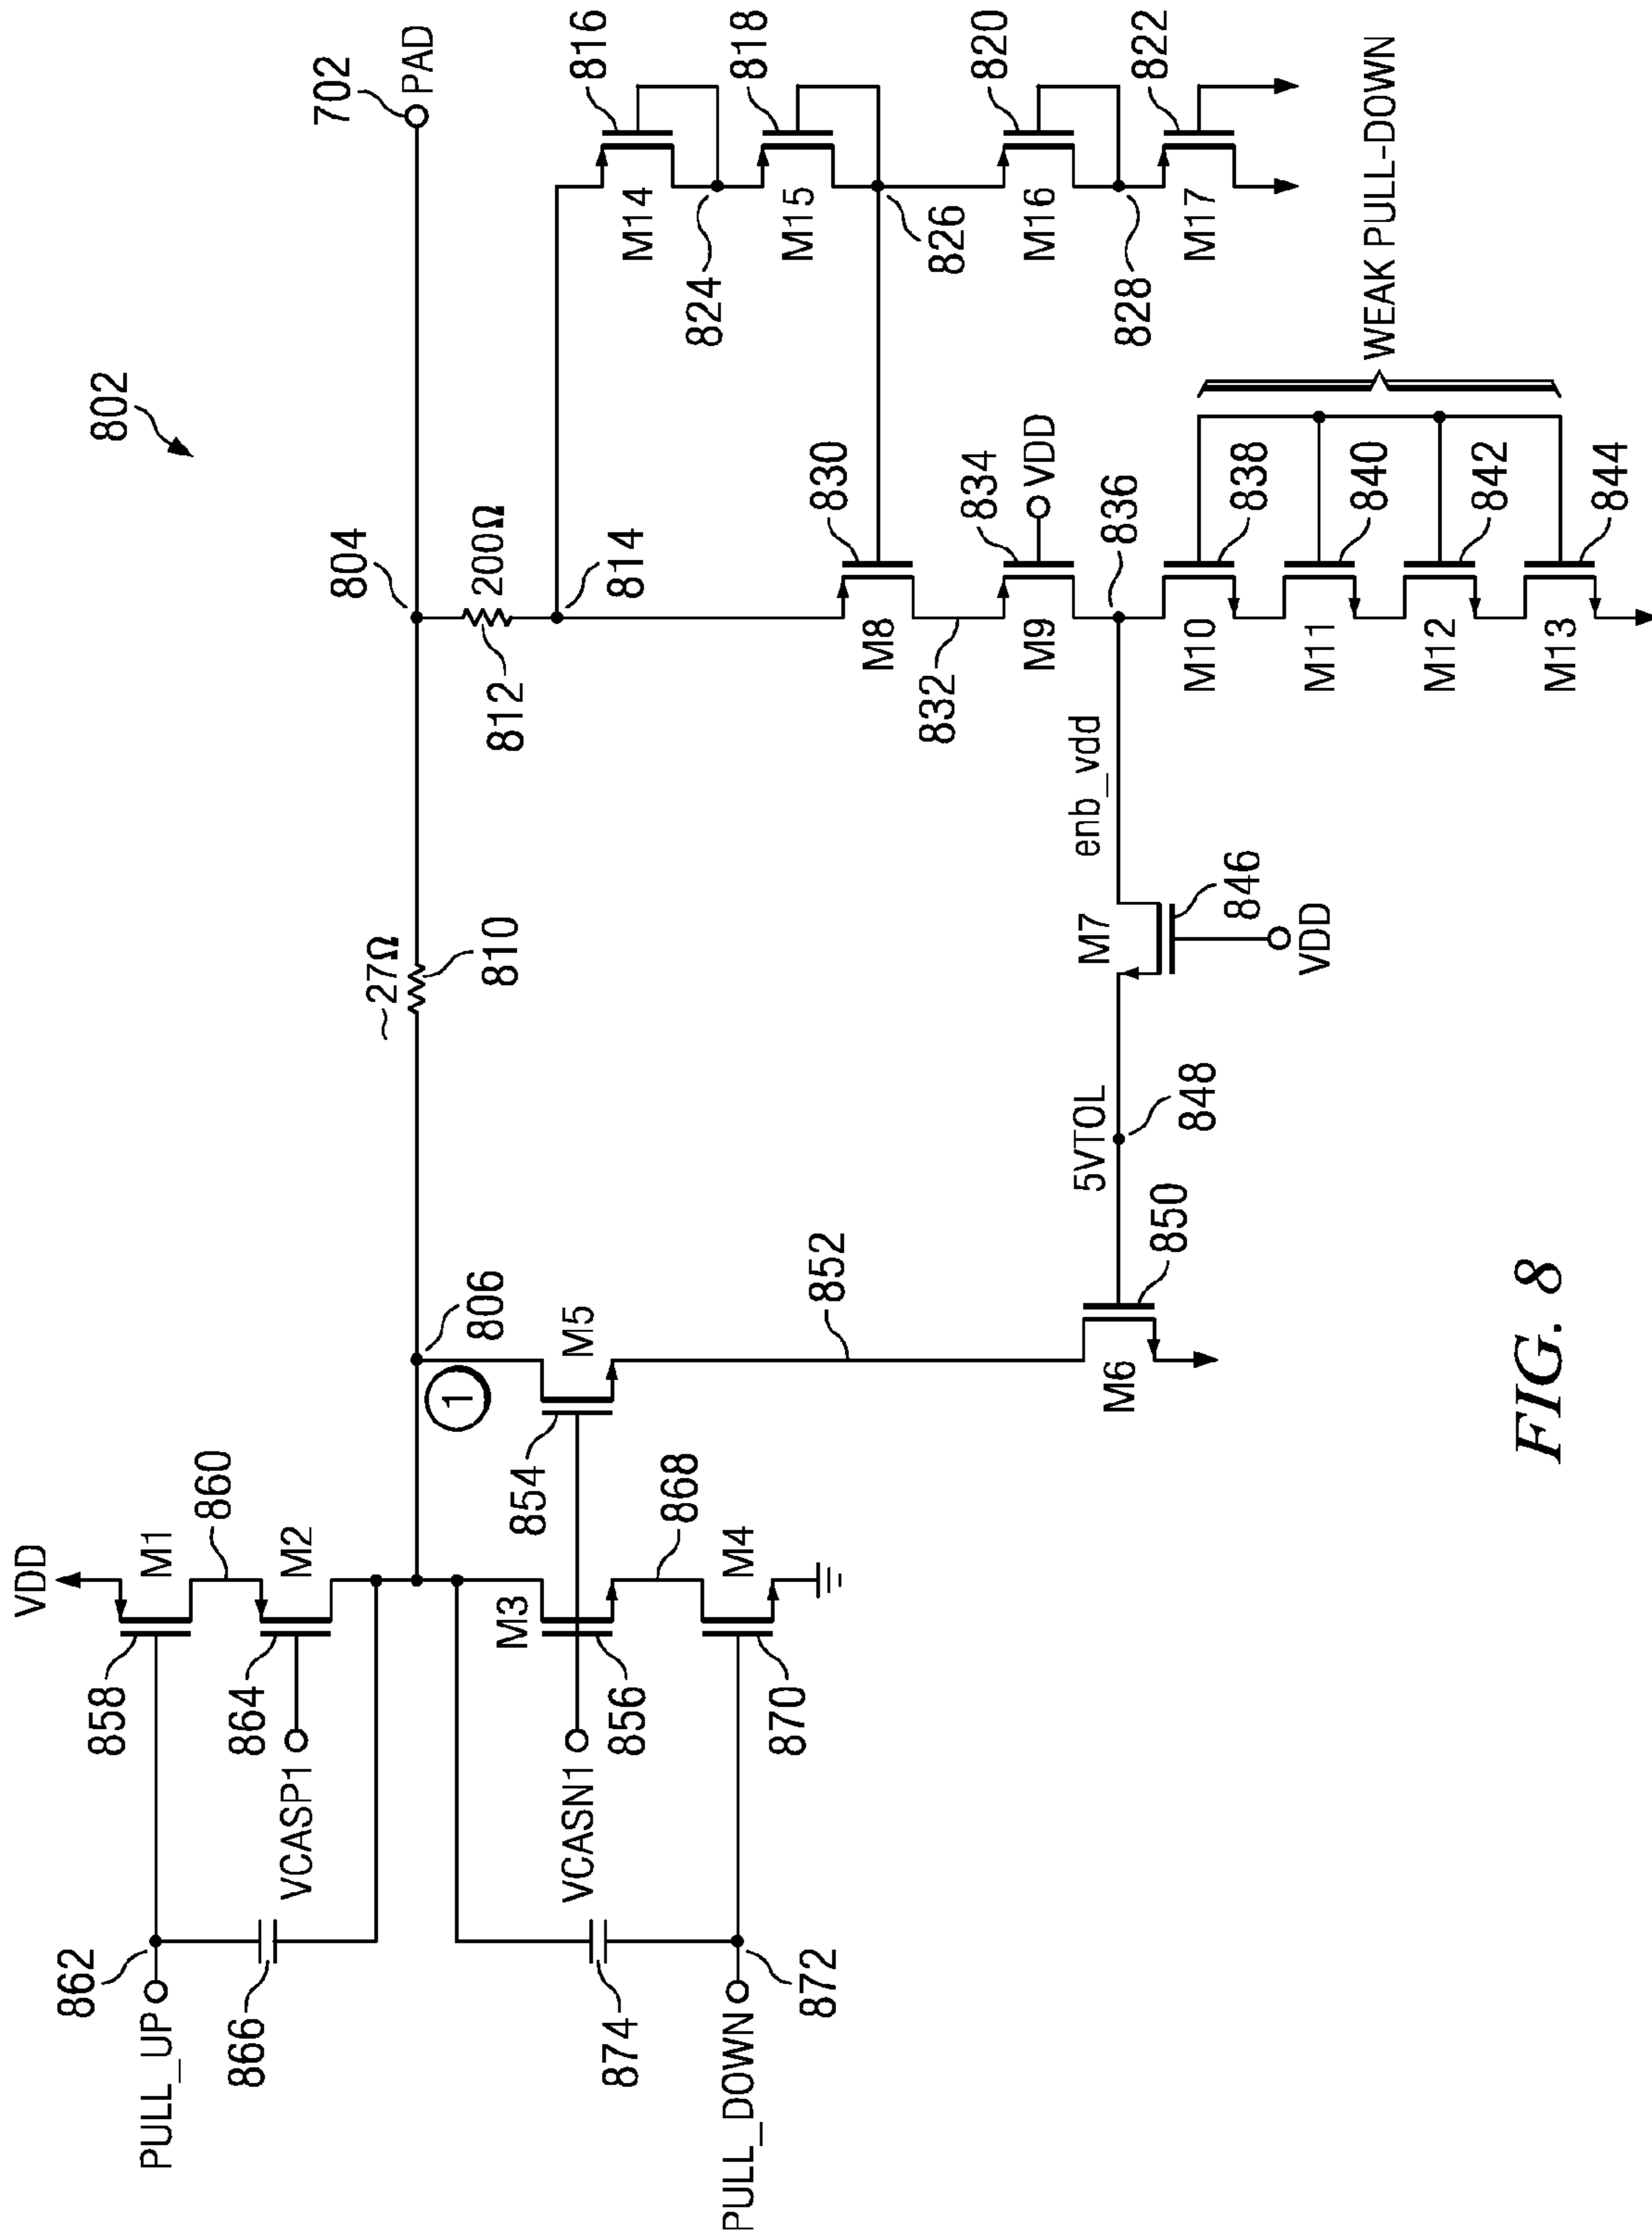 802
702
PAD
804
200Ω
812
814
~27Ω
810
806
1
816
M14
824
818
M15
826
820
M16
828
822
M17
830
M8
832
834
M9
VDD
836
enb_vdd
838
M10
840
M11
842
M12
844
M13
WEAK PULL-DOWN
M7
846
VDD
5VTOL
848
850
M6
852
M5
854
VDD
M1
858
860
M2
864
VCASP1
862
PULL_UP
866
M3
856
VCASN1
868
M4
870
872
PULL_DOWN
874
FIG. 8